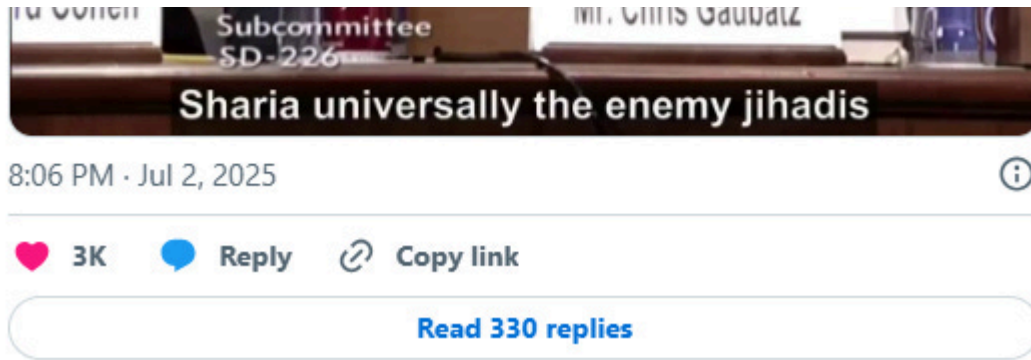 Mr. Chris Gaubatz
Subcommittee
SD-226
Sharia universally the enemy jihadis
8:06 PM · Jul 2, 2025
3K Reply Copy link
Read 330 replies